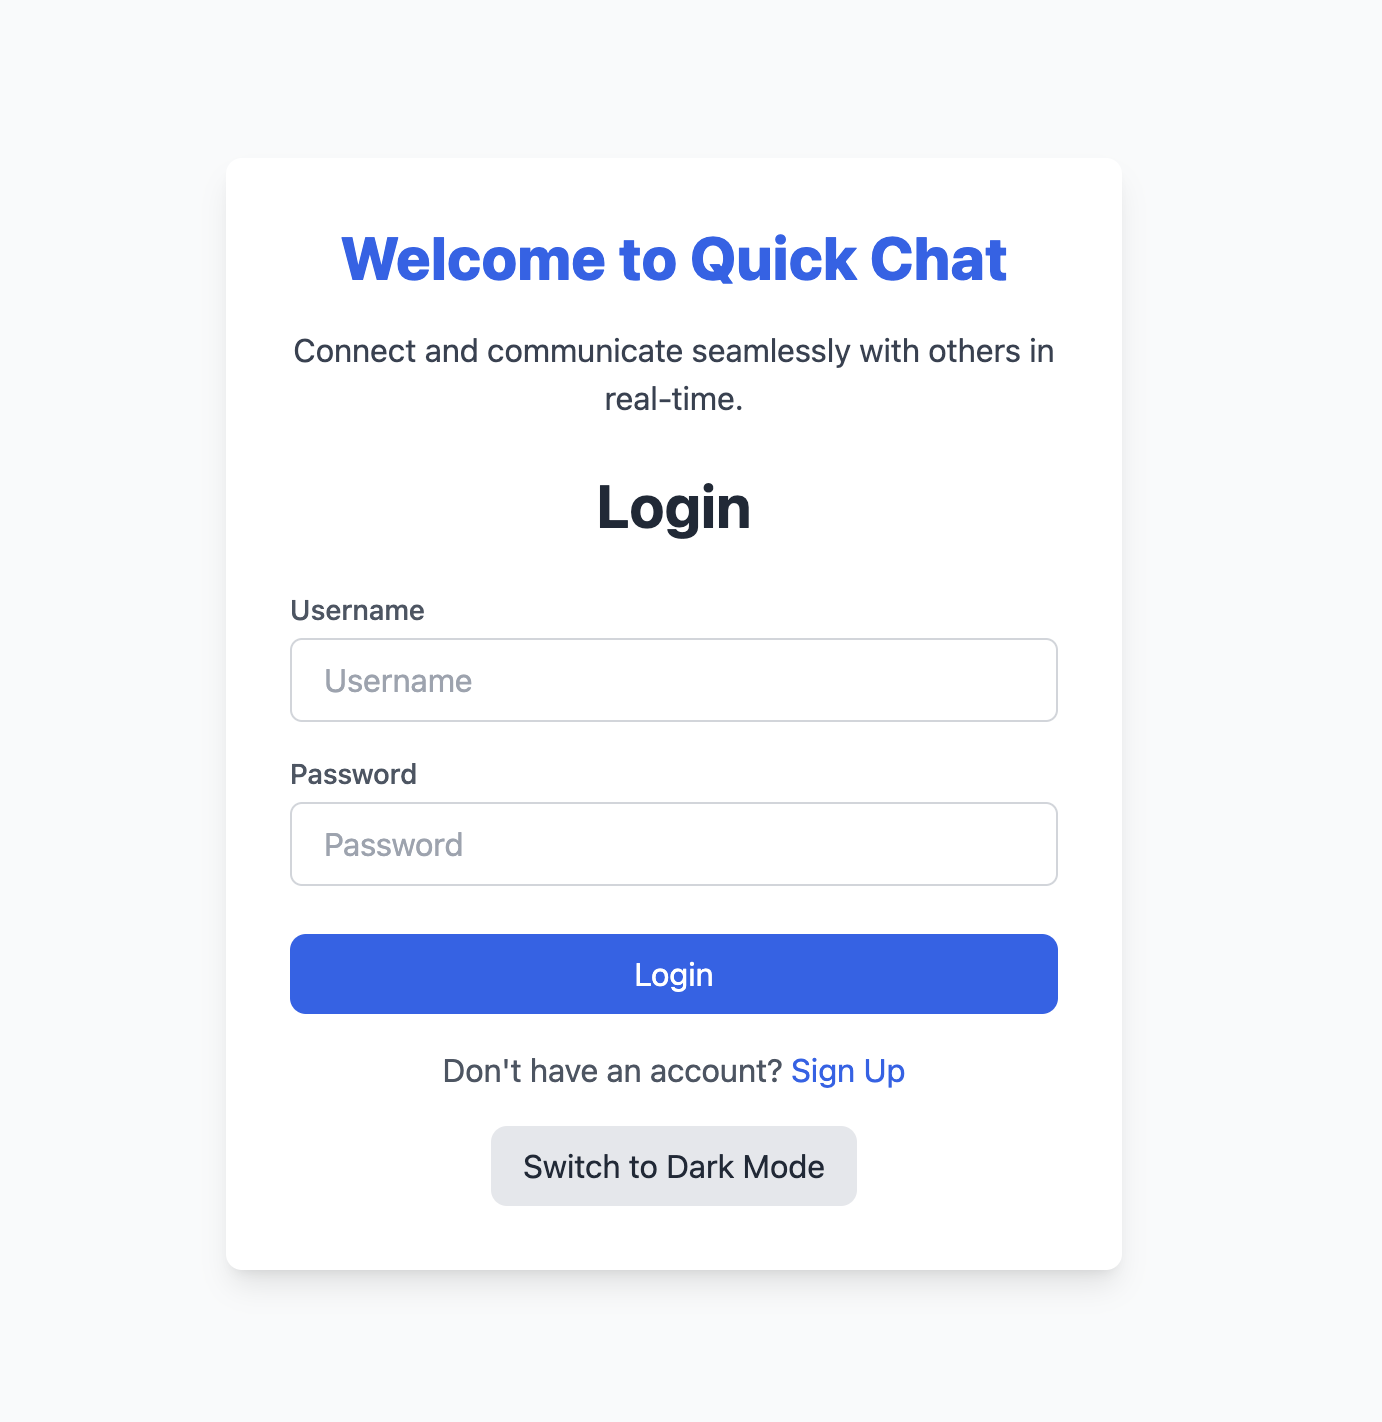 Welcome to Quick Chat
Connect and communicate seamlessly with others in
real-time.
Login
Username
Username
Password
Password
Login
Don't have an account? Sign Up
Switch to Dark Mode